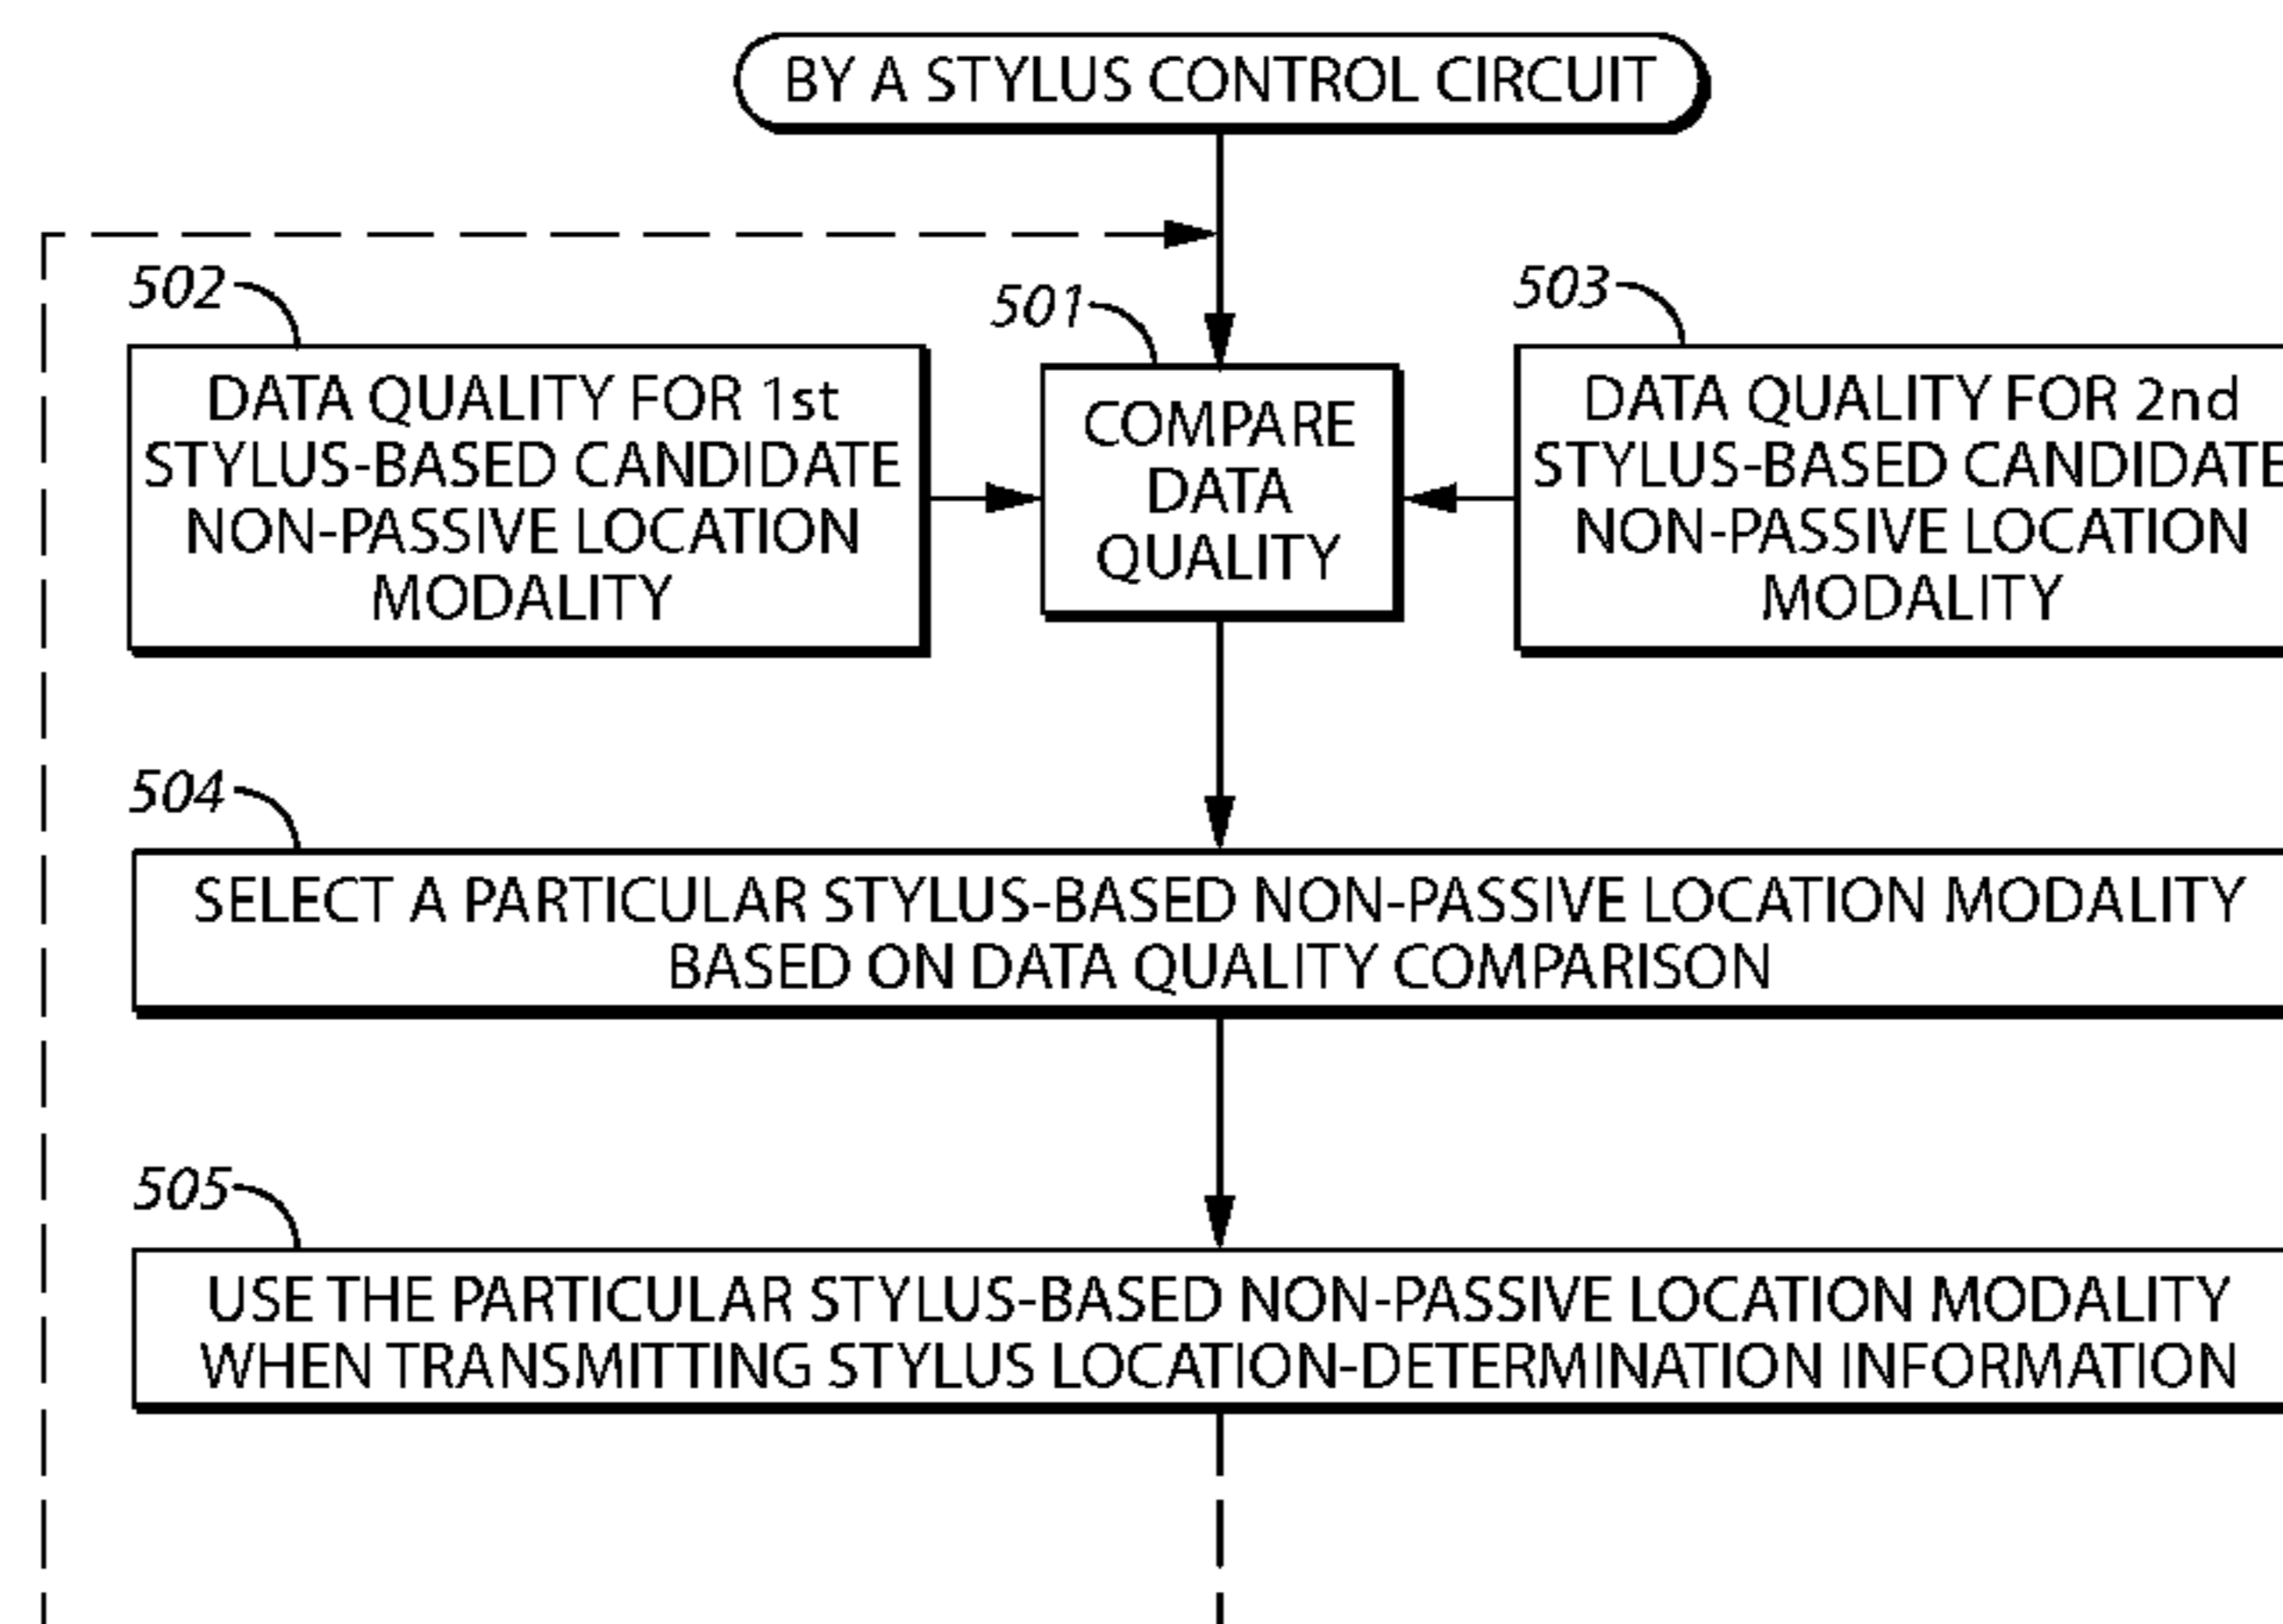 BY A STYLUS CONTROL CIRCUIT
502
DATA QUALITY FOR 1st
STYLUS-BASED CANDIDATE
NON-PASSIVE LOCATION
MODALITY
501
COMPARE
DATA
QUALITY
503
DATA QUALITY FOR 2nd
STYLUS-BASED CANDIDATE
NON-PASSIVE LOCATION
MODALITY
504
SELECT A PARTICULAR STYLUS-BASED NON-PASSIVE LOCATION MODALITY
BASED ON DATA QUALITY COMPARISON
505
USE THE PARTICULAR STYLUS-BASED NON-PASSIVE LOCATION MODALITY
WHEN TRANSMITTING STYLUS LOCATION-DETERMINATION INFORMATION